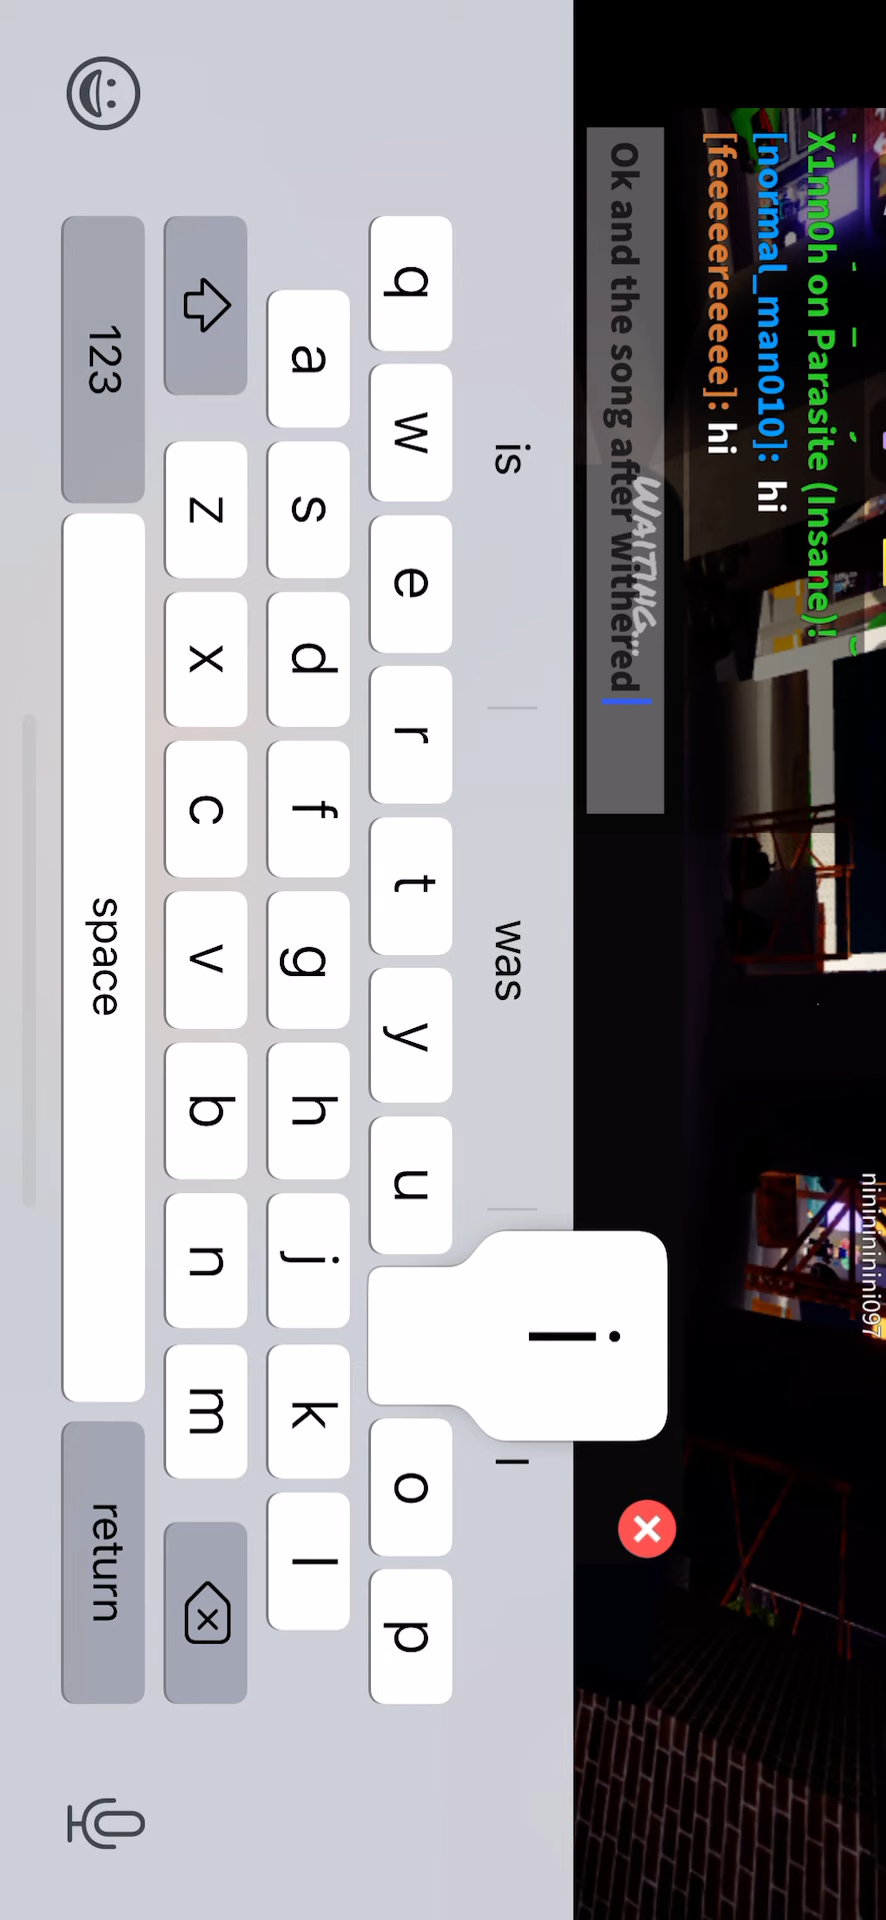 X1nn0h on Parasite (Insane)!
[normal_man010]: hi
[feeeeereeeee]: hi
ninininininini097
Ok and the song after withered
WAITING...
is was I
q w e r t y u i o p
a s d f g h j k l
z x c v b n m
123 space return